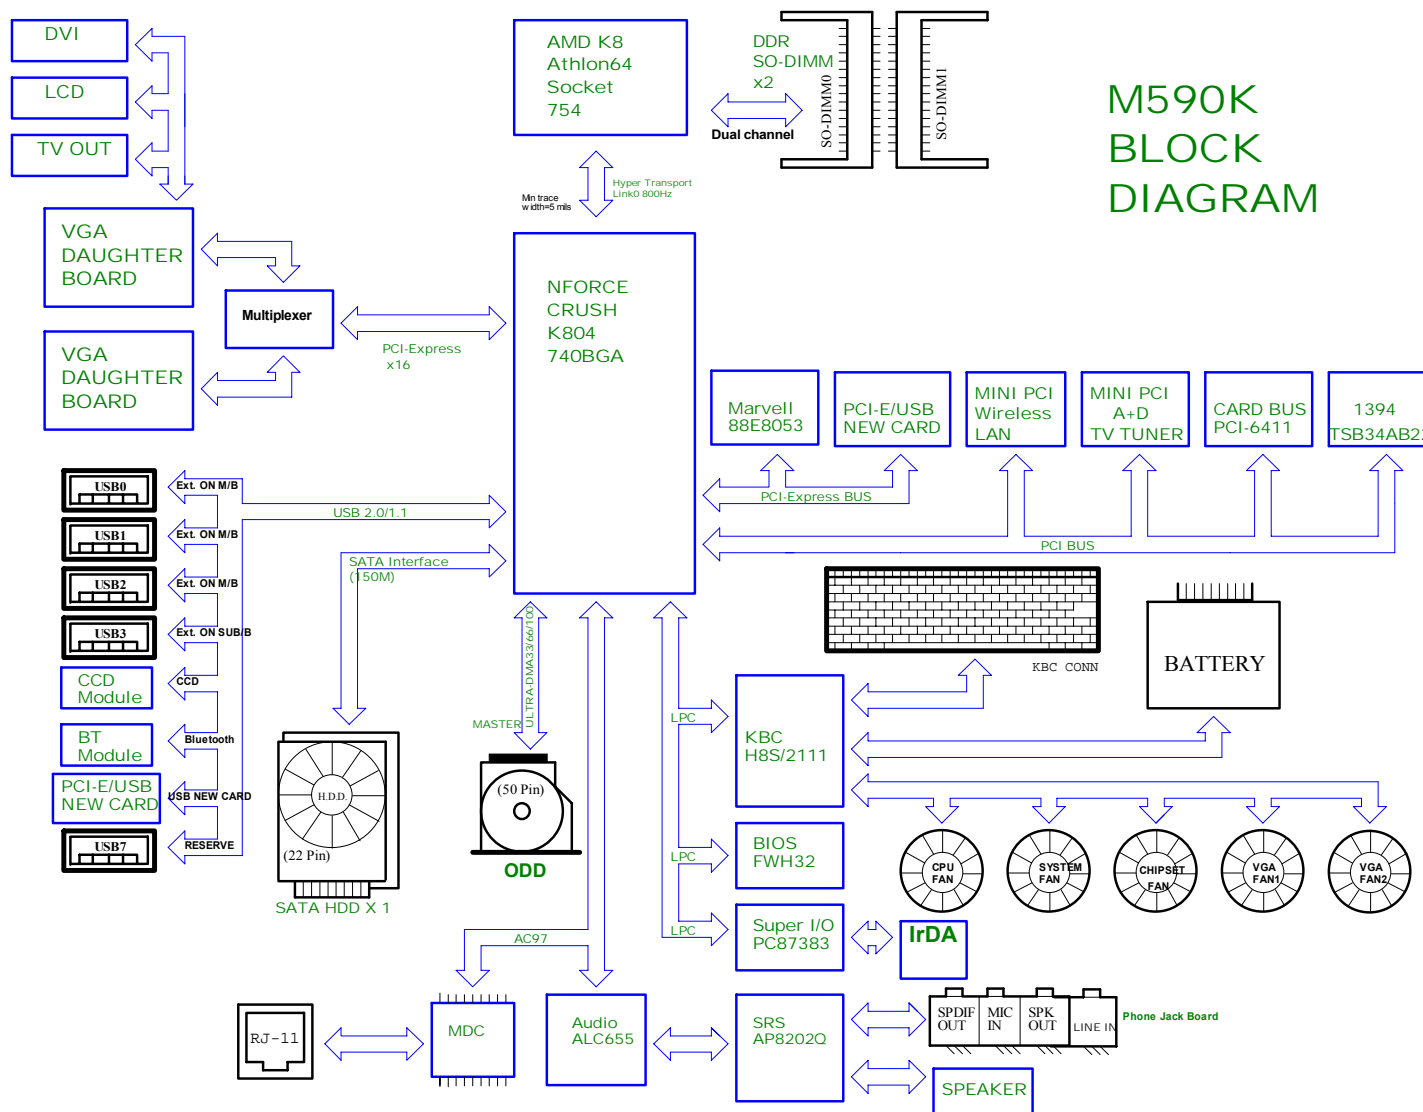 M590K
BLOCK
DIAGRAM
DVI
LCD
TV OUT
AMD K8
Athlon64
Socket
754
DDR
SO-DIMM
x2
Dual channel
SO-DIMM0
SO-DIMM1
Hyper Transport
Link0 800Hz
Min trace
width=5 mils
VGA
DAUGHTER
BOARD
VGA
DAUGHTER
BOARD
Multiplexer
PCI-Express
x16
NFORCE
CRUSH
K804
740BGA
Marvell
88E8053
PCI-E/USB
NEW CARD
MINI PCI
Wireless
LAN
MINI PCI
A+D
TV TUNER
CARD BUS
PCI-6411
1394
TSB34AB22
PCI-Express BUS
PCI BUS
USB0
Ext. ON M/B
USB1
Ext. ON M/B
USB2
Ext. ON M/B
USB3
Ext. ON SUB/B
CCD
Module
CCD
BT
Module
Bluetooth
PCI-E/USB
NEW CARD
USB NEW CARD
USB7
RESERVE
USB 2.0/1.1
SATA Interface
(150M)
H.D.D.
(22 Pin)
SATA HDD X 1
ULTRA-DMA33/66/100
MASTER
(50 Pin)
ODD
KBC CONN
BATTERY
LPC
KBC
H8S/2111
LPC
BIOS
FWH32
LPC
Super I/O
PC87383
IrDA
CPU
FAN
SYSTEM
FAN
CHIPSET
FAN
VGA
FAN1
VGA
FAN2
AC97
RJ-11
MDC
Audio
ALC655
SRS
AP8202Q
SPDIF
OUT
MIC
IN
SPK
OUT
LINE IN
Phone Jack Board
SPEAKER